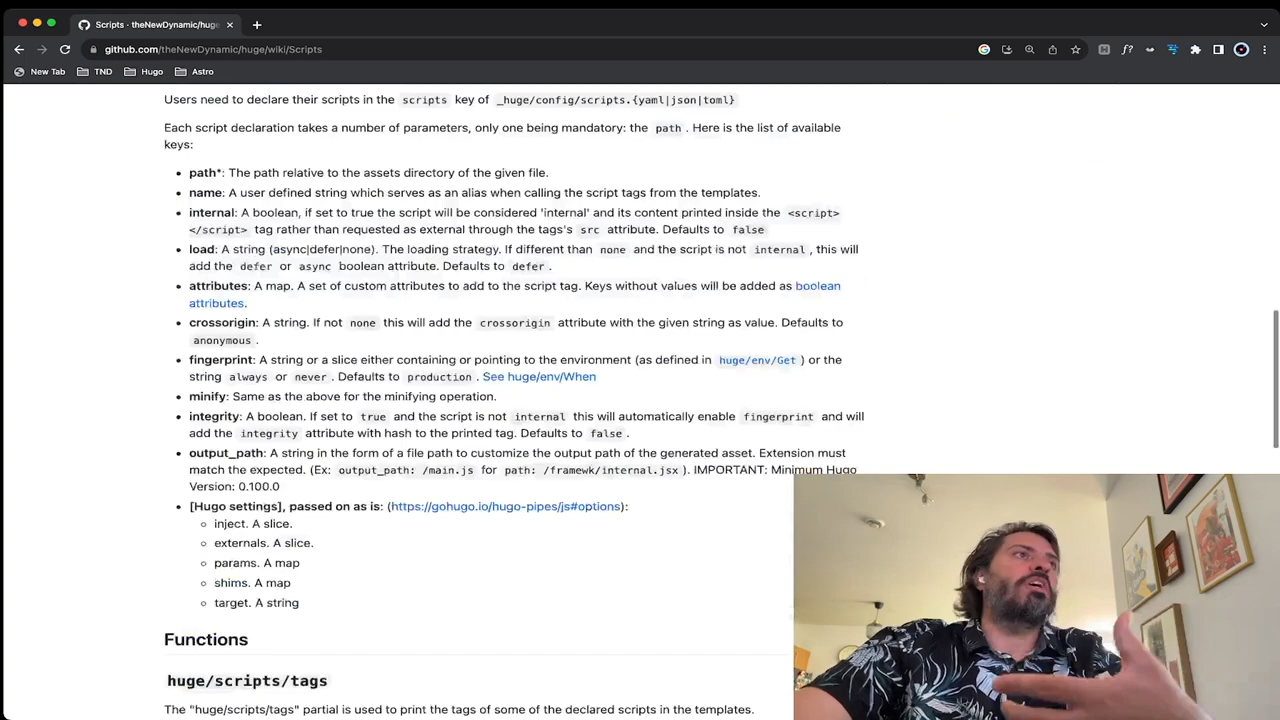 Scripts · theNewDynamic/huge
github.com/theNewDynamic/huge/wiki/Scripts
New Tab TND Hugo Astro
Users need to declare their scripts in the scripts key of _huge/config/scripts.{yaml|json|toml}
Each script declaration takes a number of parameters, only one being mandatory: the path . Here is the list of available
keys:
• path*: The path relative to the assets directory of the given file.
• name: A user defined string which serves as an alias when calling the script tags from the templates.
• internal: A boolean, if set to true the script will be considered 'internal' and its content printed inside the <script>
</script> tag rather than requested as external through the tags's src attribute. Defaults to false
• load: A string (async|defer|none). The loading strategy. If different than none and the script is not internal , this will
add the defer or async boolean attribute. Defaults to defer .
• attributes: A map. A set of custom attributes to add to the script tag. Keys without values will be added as boolean
attributes.
• crossorigin: A string. If not none this will add the crossorigin attribute with the given string as value. Defaults to
anonymous .
• fingerprint: A string or a slice either containing or pointing to the environment (as defined in huge/env/Get ) or the
string always or never . Defaults to production . See huge/env/When
• minify: Same as the above for the minifying operation.
• integrity: A boolean. If set to true and the script is not internal this will automatically enable fingerprint and will
add the integrity attribute with hash to the printed tag. Defaults to false .
• output_path: A string in the form of a file path to customize the output path of the generated asset. Extension must
match the expected. (Ex: output_path: /main.js for path: /framewk/internal.jsx ). IMPORTANT: Minimum Hugo
Version: 0.100.0
• [Hugo settings], passed on as is: (https://gohugo.io/hugo-pipes/js#options):
○ inject. A slice.
○ externals. A slice.
○ params. A map
○ shims. A map
○ target. A string
Functions
huge/scripts/tags
The "huge/scripts/tags" partial is used to print the tags of some of the declared scripts in the templates.